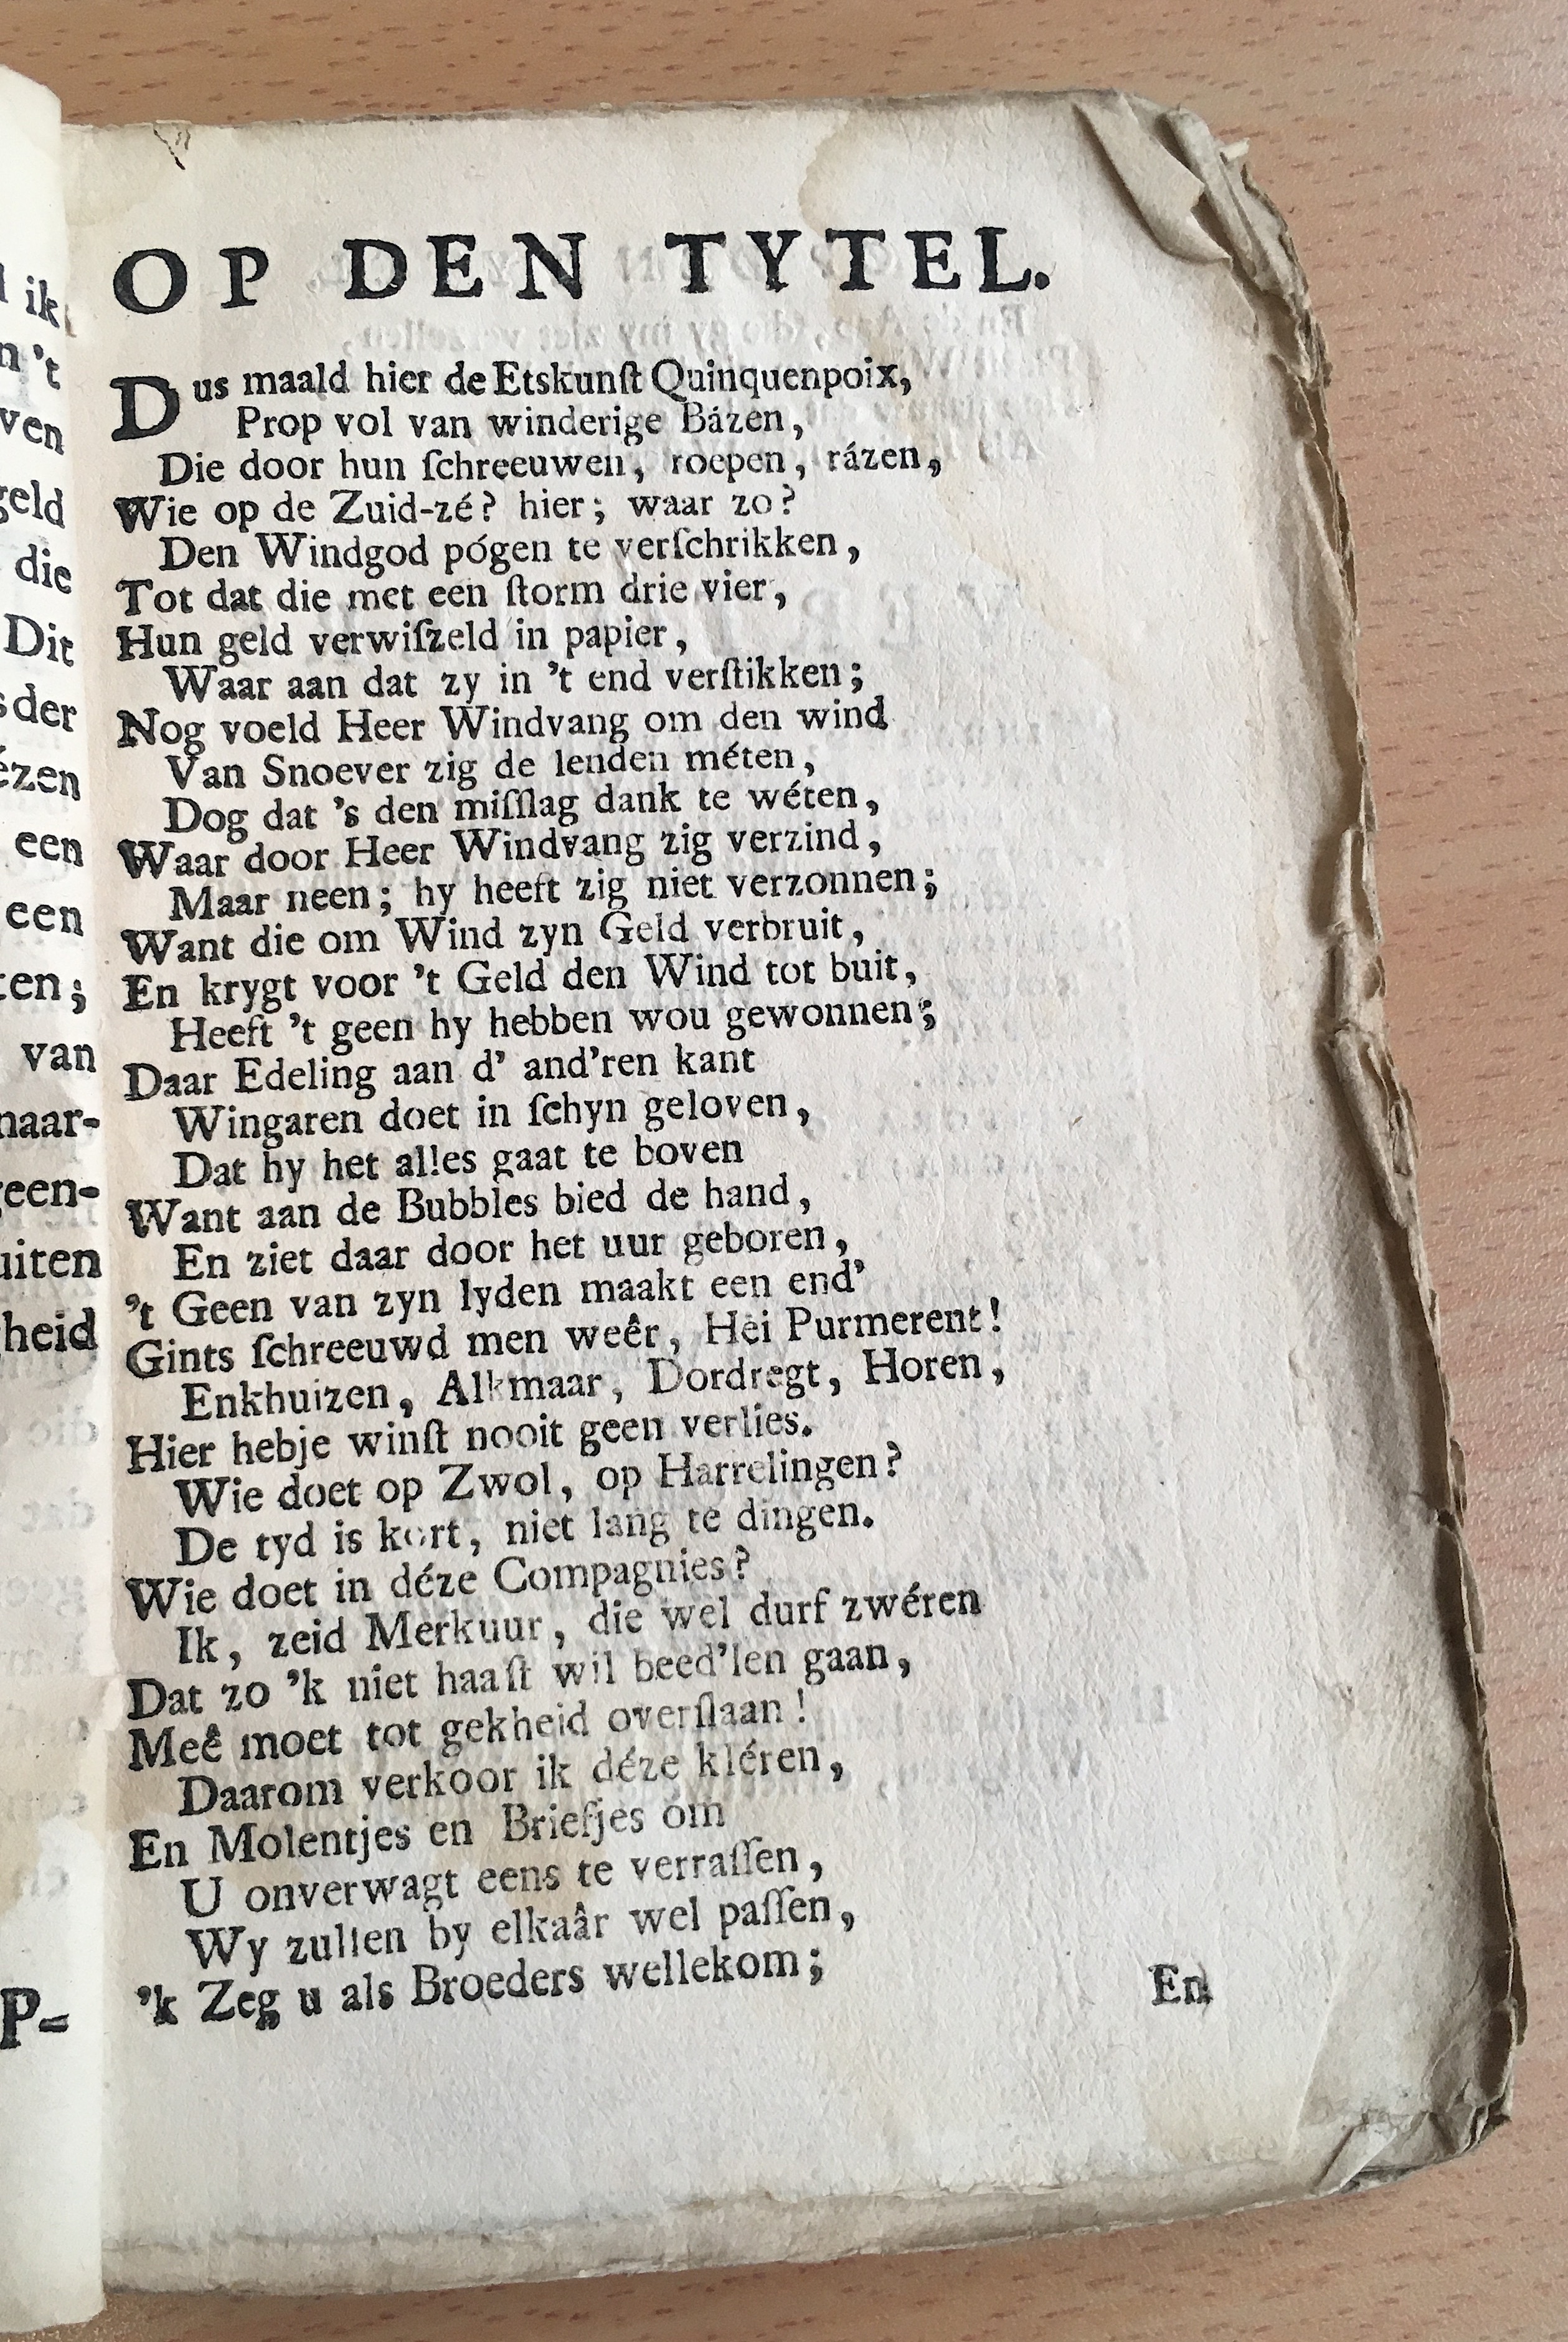 OP DEN TYTEL.
Dus maald hier de Etskunſt Quinquenpoix,
Prop vol van winderige Bázen,
Die door hun ſchreeuwen, roepen, rázen,
Wie op de Zuid-zé? hier; waar zo?
Den Windgod pógen te verſchrikken,
Tot dat die met een ſtorm drie vier,
Hun geld verwiſzeld in papier,
Waar aan dat zy in 't end verſtikken;
Nog voeld Heer Windvang om den wind
Van Snoever zig de lenden méten,
Dog dat 's den miſſlag dank te wéten,
Waar door Heer Windvang zig verzind,
Maar neen; hy heeft zig niet verzonnen;
Want die om Wind zyn Geld verbruit,
En krygt voor 't Geld den Wind tot buit,
Heeft 't geen hy hebben wou gewonnen;
Daar Edeling aan d' and'ren kant
Wingaren doet in ſchyn geloven,
Dat hy het alles gaat te boven
Want aan de Bubbles bied de hand,
En ziet daar door het uur geboren,
't Geen van zyn lyden maakt een end'
Gints ſchreeuwd men weêr, Hei Purmerent!
Enkhuizen, Alkmaar, Dordregt, Horen,
Hier hebje winſt nooit geen verlies.
Wie doet op Zwol, op Harrelingen?
De tyd is kort, niet lang te dingen.
Wie doet in déze Compagnies?
Ik, zeid Merkuur, die wel durf zwéren
Dat zo 'k niet haaſt wil beed'len gaan,
Meê moet tot gekheid overſlaan!
Daarom verkoor ik déze kléren,
En Molentjes en Briefjes óm
U onverwagt eens te verraſſen,
Wy zullen by elkaâr wel paſſen,
'k Zeg u als Broeders wellekom;
En
ik
n 't
ven
geld
die
Dit
der
ézen
een
een
ten;
van
naar-
geen-
uiten
heid
P-